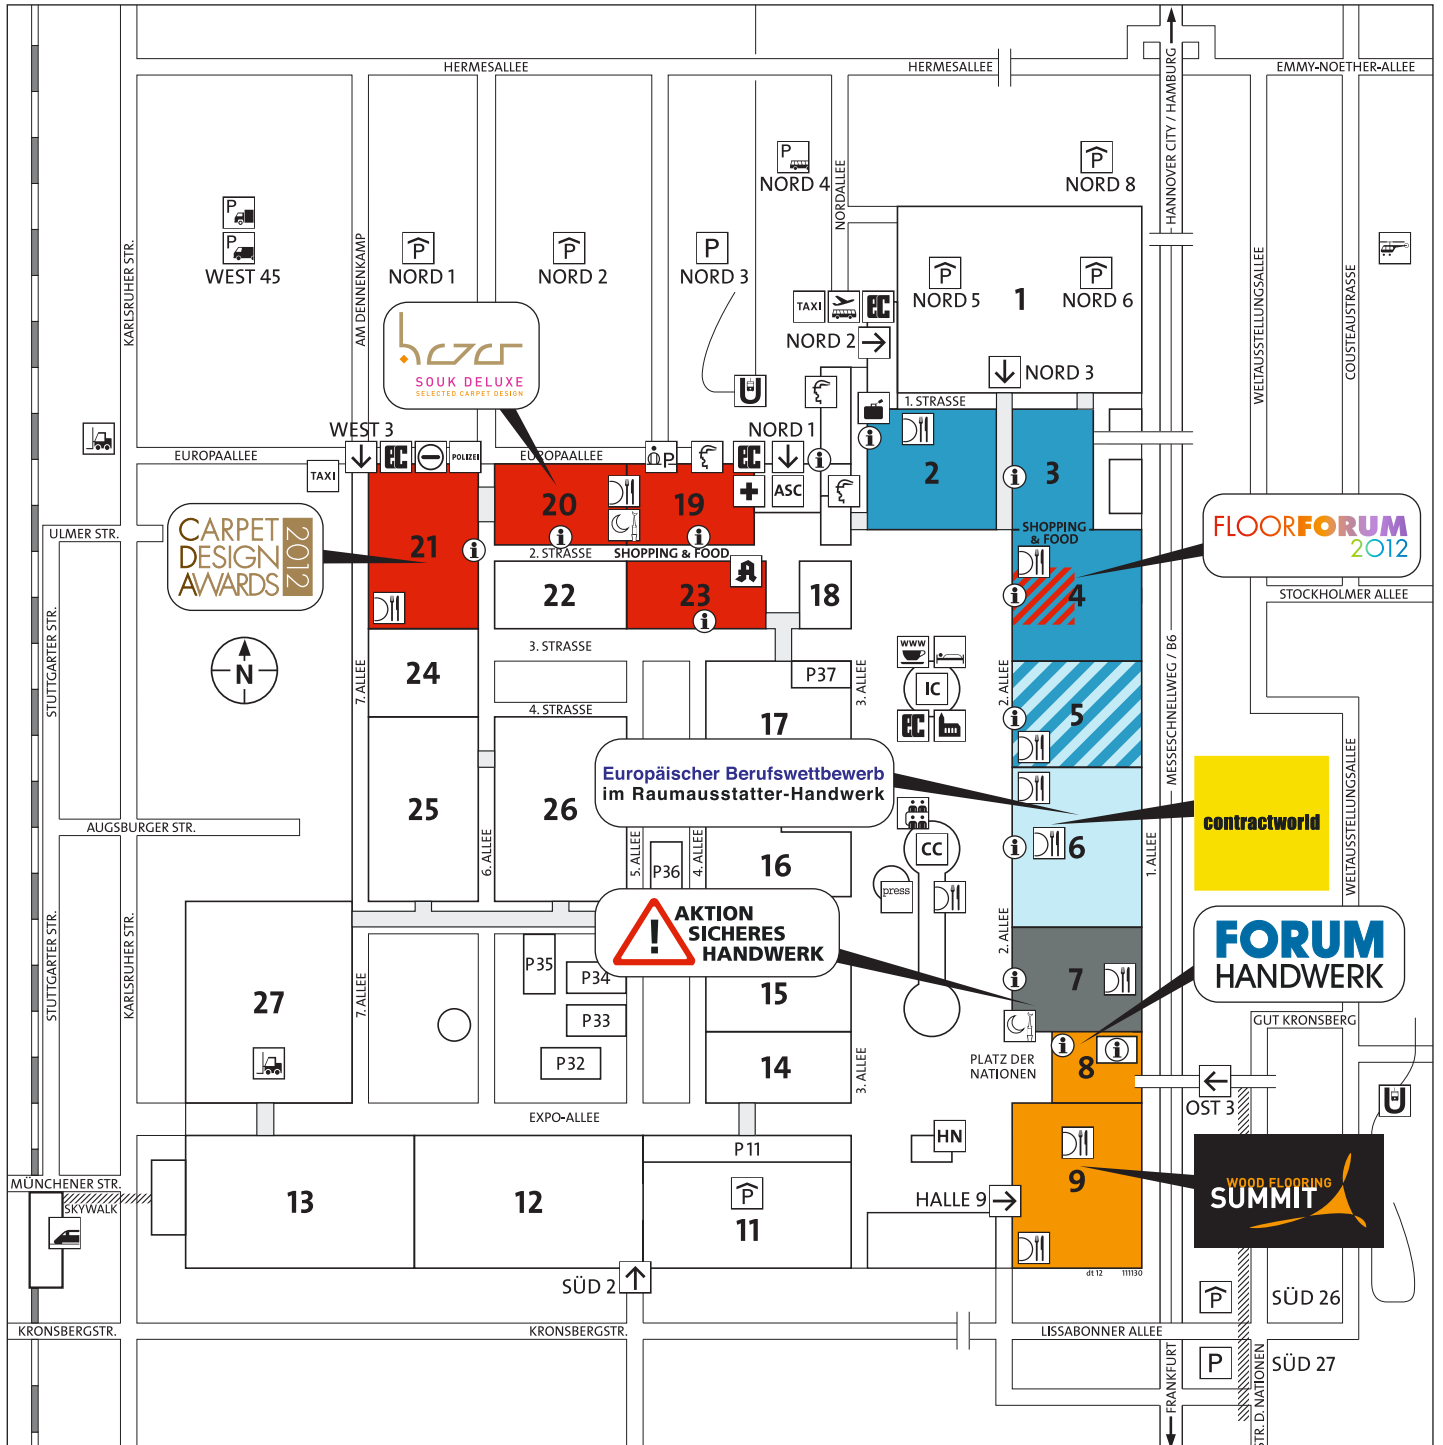 HERMESALLEE
HERMESALLEE
EMMY-NOETHER-ALLEE
HANNOVER CITY / HAMBURG
P
NORD 4
P
NORD 8
NORDALLEE
P
P
WEST 45
KARLSRUHER STR.
AM DENNENKAMP
P
NORD 1
P
NORD 2
P
NORD 3
P
NORD 5
P
NORD 6
1
WELTAUSSTELLUNGSALLEE
COUSTEAUSTRASSE
TAXI
EC
NORD 2
NORD 3
SOUK DELUXE
SELECTED CARPET DESIGN
U
1. STRASSE
WEST 3
NORD 1
EUROPAALLEE
EC
POLIZEI
EUROPAALLEE
P
EC
i
i
TAXI
20
19
ASC
2
i
3
CARPET
DESIGN
AWARDS
2012
ULMER STR.
21
i
i
i
2. STRASSE
SHOPPING & FOOD
SHOPPING
& FOOD
FLOORFORUM
2012
A
22
23
i
18
i
4
STOCKHOLMER ALLEE
STUTTGARTER STR.
N
3. STRASSE
7. ALLEE
24
P37
3. ALLEE
WWW
IC
EC
2. ALLEE
MESSESCHNELLWEG / B6
4. STRASSE
17
i
5
Europäischer Berufswettbewerb
im Raumausstatter-Handwerk
contractworld
25
26
AUGSBURGER STR.
6. ALLEE
5. ALLEE
P36
4. ALLEE
16
CC
press
i
6
1. ALLEE
WELTAUSSTELLUNGSALLEE
AKTION
SICHERES
HANDWERK
!
2. ALLEE
FORUM
HANDWERK
STUTTGARTER STR.
KARLSRUHER STR.
27
7. ALLEE
P35
P34
P33
P32
15
i
7
GUT KRONSBERG
14
3. ALLEE
PLATZ DER
NATIONEN
i
i
8
OST 3
U
EXPO-ALLEE
HN
P 11
P
13
12
11
HALLE 9
9
WOOD FLOORING
SUMMIT
MÜNCHENER STR.
SKYWALK
SÜD 2
dt 12
111130
P
SÜD 26
KRONSBERGSTR.
KRONSBERGSTR.
LISSABONNER ALLEE
P
SÜD 27
FRANKFURT
STR. D. NATIONEN